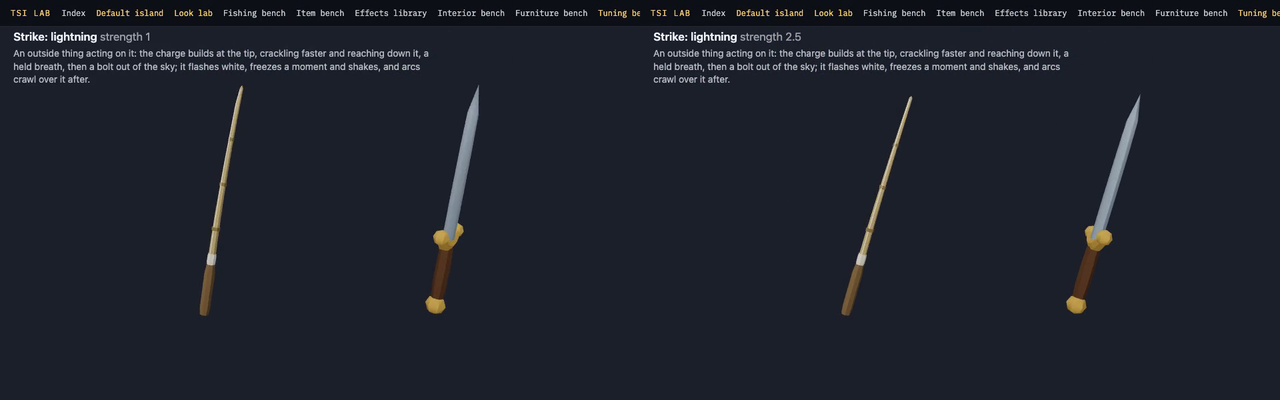 TSI LAB Index Default island Look lab Fishing bench Item bench Effects library Interior bench Furniture bench Tuning be
Strike: lightning strength 1
An outside thing acting on it: the charge builds at the tip, crackling faster and reaching down it, a
held breath, then a bolt out of the sky; it flashes white, freezes a moment and shakes, and arcs
crawl over it after.
TSI LAB Index Default island Look lab Fishing bench Item bench Effects library Interior bench Furniture bench Tuning be
Strike: lightning strength 2.5
An outside thing acting on it: the charge builds at the tip, crackling faster and reaching down it, a
held breath, then a bolt out of the sky; it flashes white, freezes a moment and shakes, and arcs
crawl over it after.